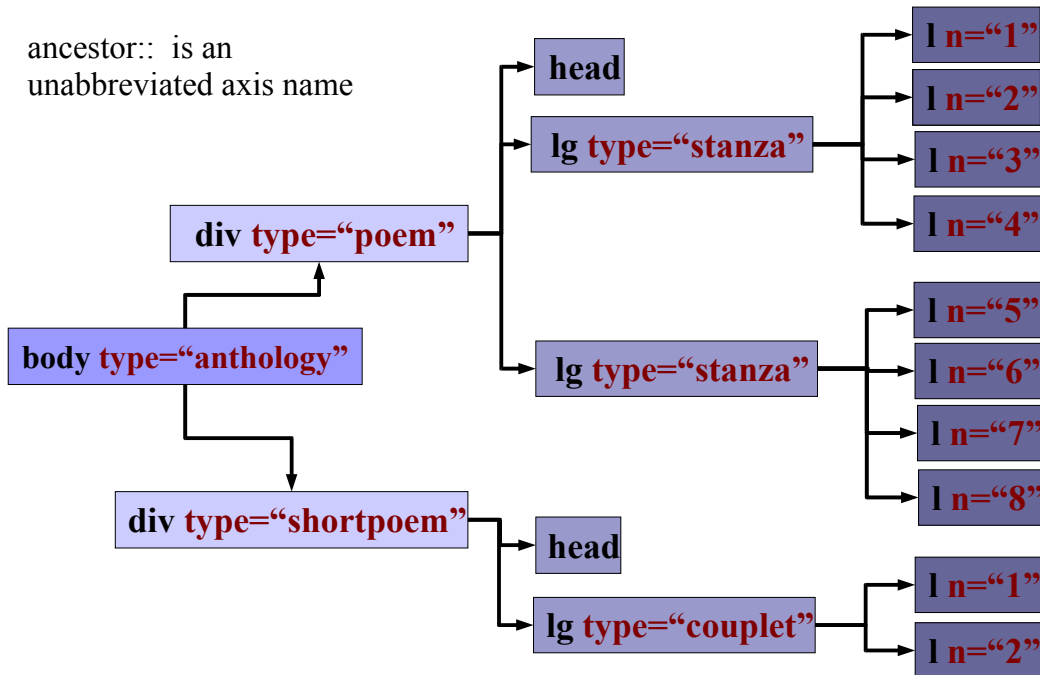 ancestor:: is an
unabbreviated axis name
body type=“anthology”
div type=“poem”
head
lg type=“stanza”
l n=“1”
l n=“2”
l n=“3”
l n=“4”
lg type=“stanza”
l n=“5”
l n=“6”
l n=“7”
l n=“8”
div type=“shortpoem”
head
lg type=“couplet”
l n=“1”
l n=“2”